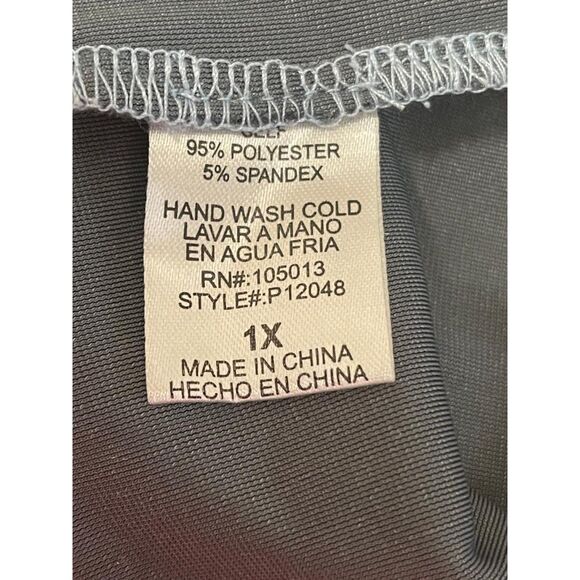 SELF
95% POLYESTER
5% SPANDEX
HAND WASH COLD
LAVAR A MANO
EN AGUA FRIA
RN#:105013
STYLE#:P12048
1X
MADE IN CHINA
HECHO EN CHINA